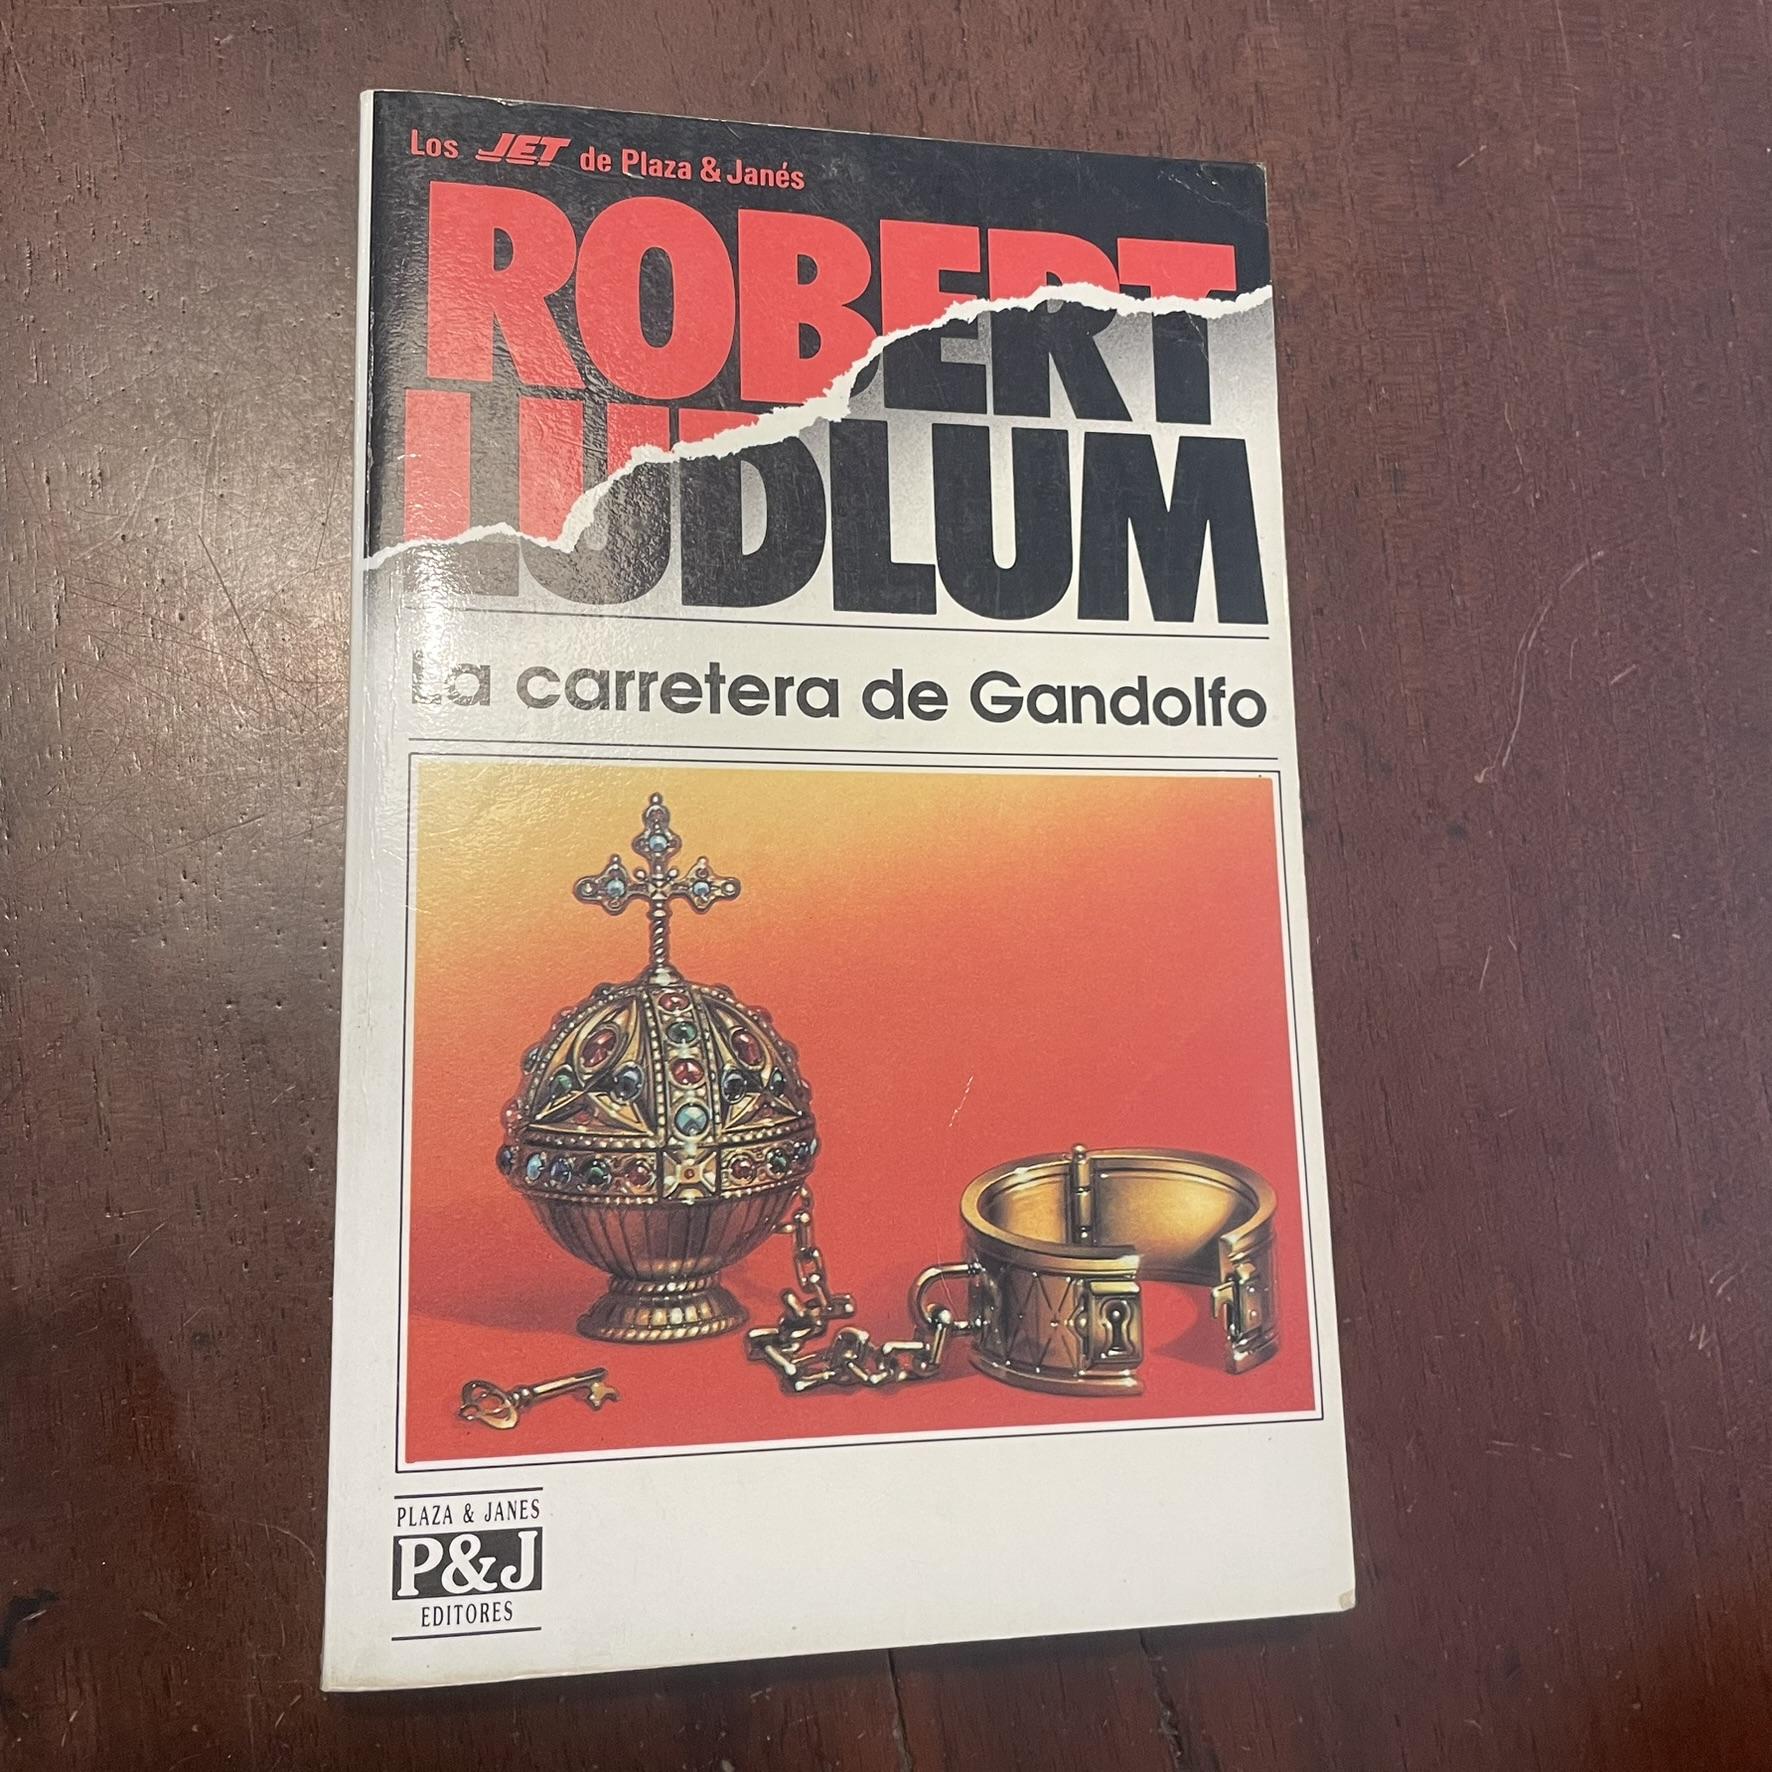 Los JET de Plaza & Janés
ROBERT
LUDLUM
La carretera de Gandolfo
PLAZA & JANES
P&J
EDITORES